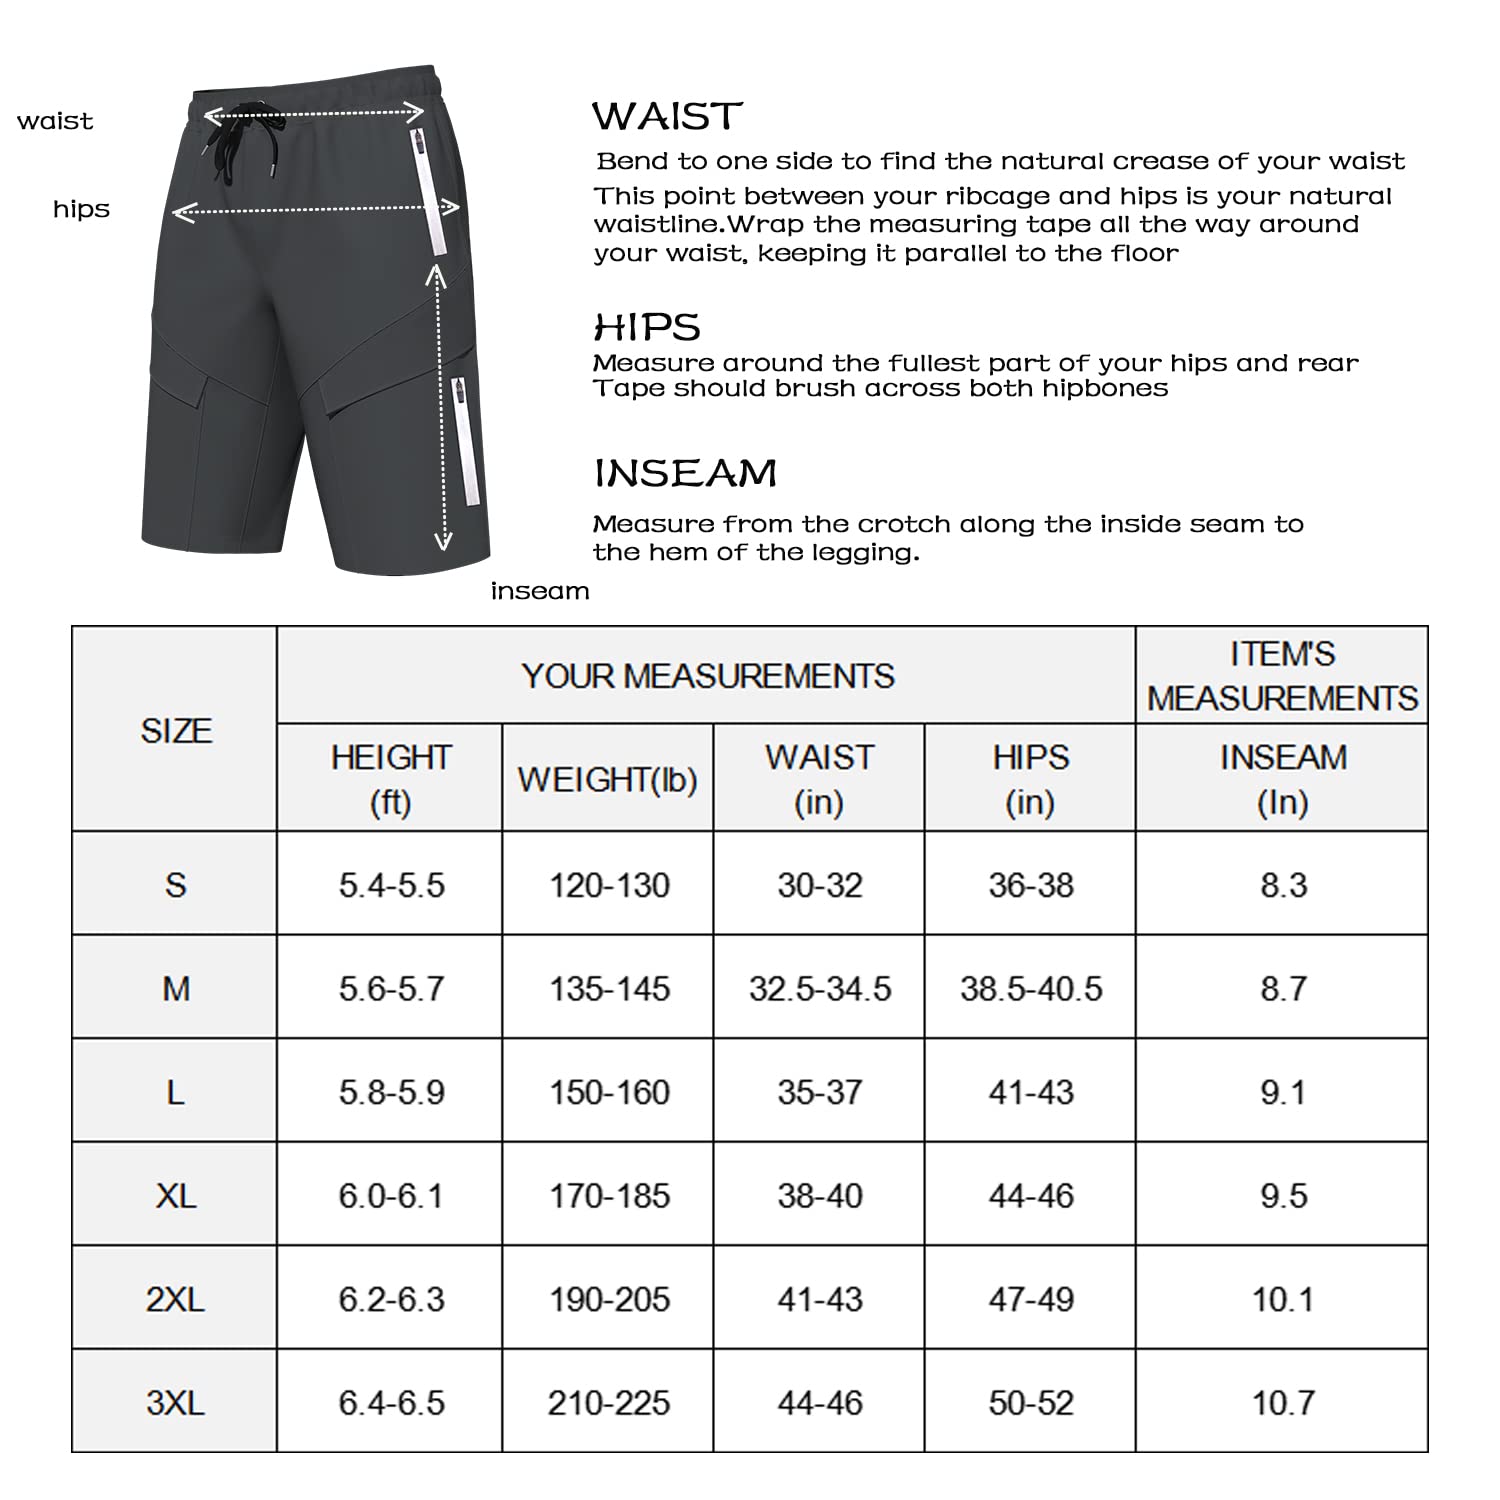 waist
hips
inseam
WAIST
Bend to one side to find the natural crease of your waist
This point between your ribcage and hips is your natural
waistline.Wrap the measuring tape all the way around
your waist, keeping it parallel to the floor
HIPS
Measure around the fullest part of your hips and rear
Tape should brush across both hipbones
INSEAM
Measure from the crotch along the inside seam to
the hem of the legging.
SIZE YOUR MEASUREMENTS ITEM'S
MEASUREMENTS
HEIGHT WEIGHT(lb) WAIST HIPS INSEAM
(ft) (in) (in) (In)
S 5.4-5.5 120-130 30-32 36-38 8.3
M 5.6-5.7 135-145 32.5-34.5 38.5-40.5 8.7
L 5.8-5.9 150-160 35-37 41-43 9.1
XL 6.0-6.1 170-185 38-40 44-46 9.5
2XL 6.2-6.3 190-205 41-43 47-49 10.1
3XL 6.4-6.5 210-225 44-46 50-52 10.7